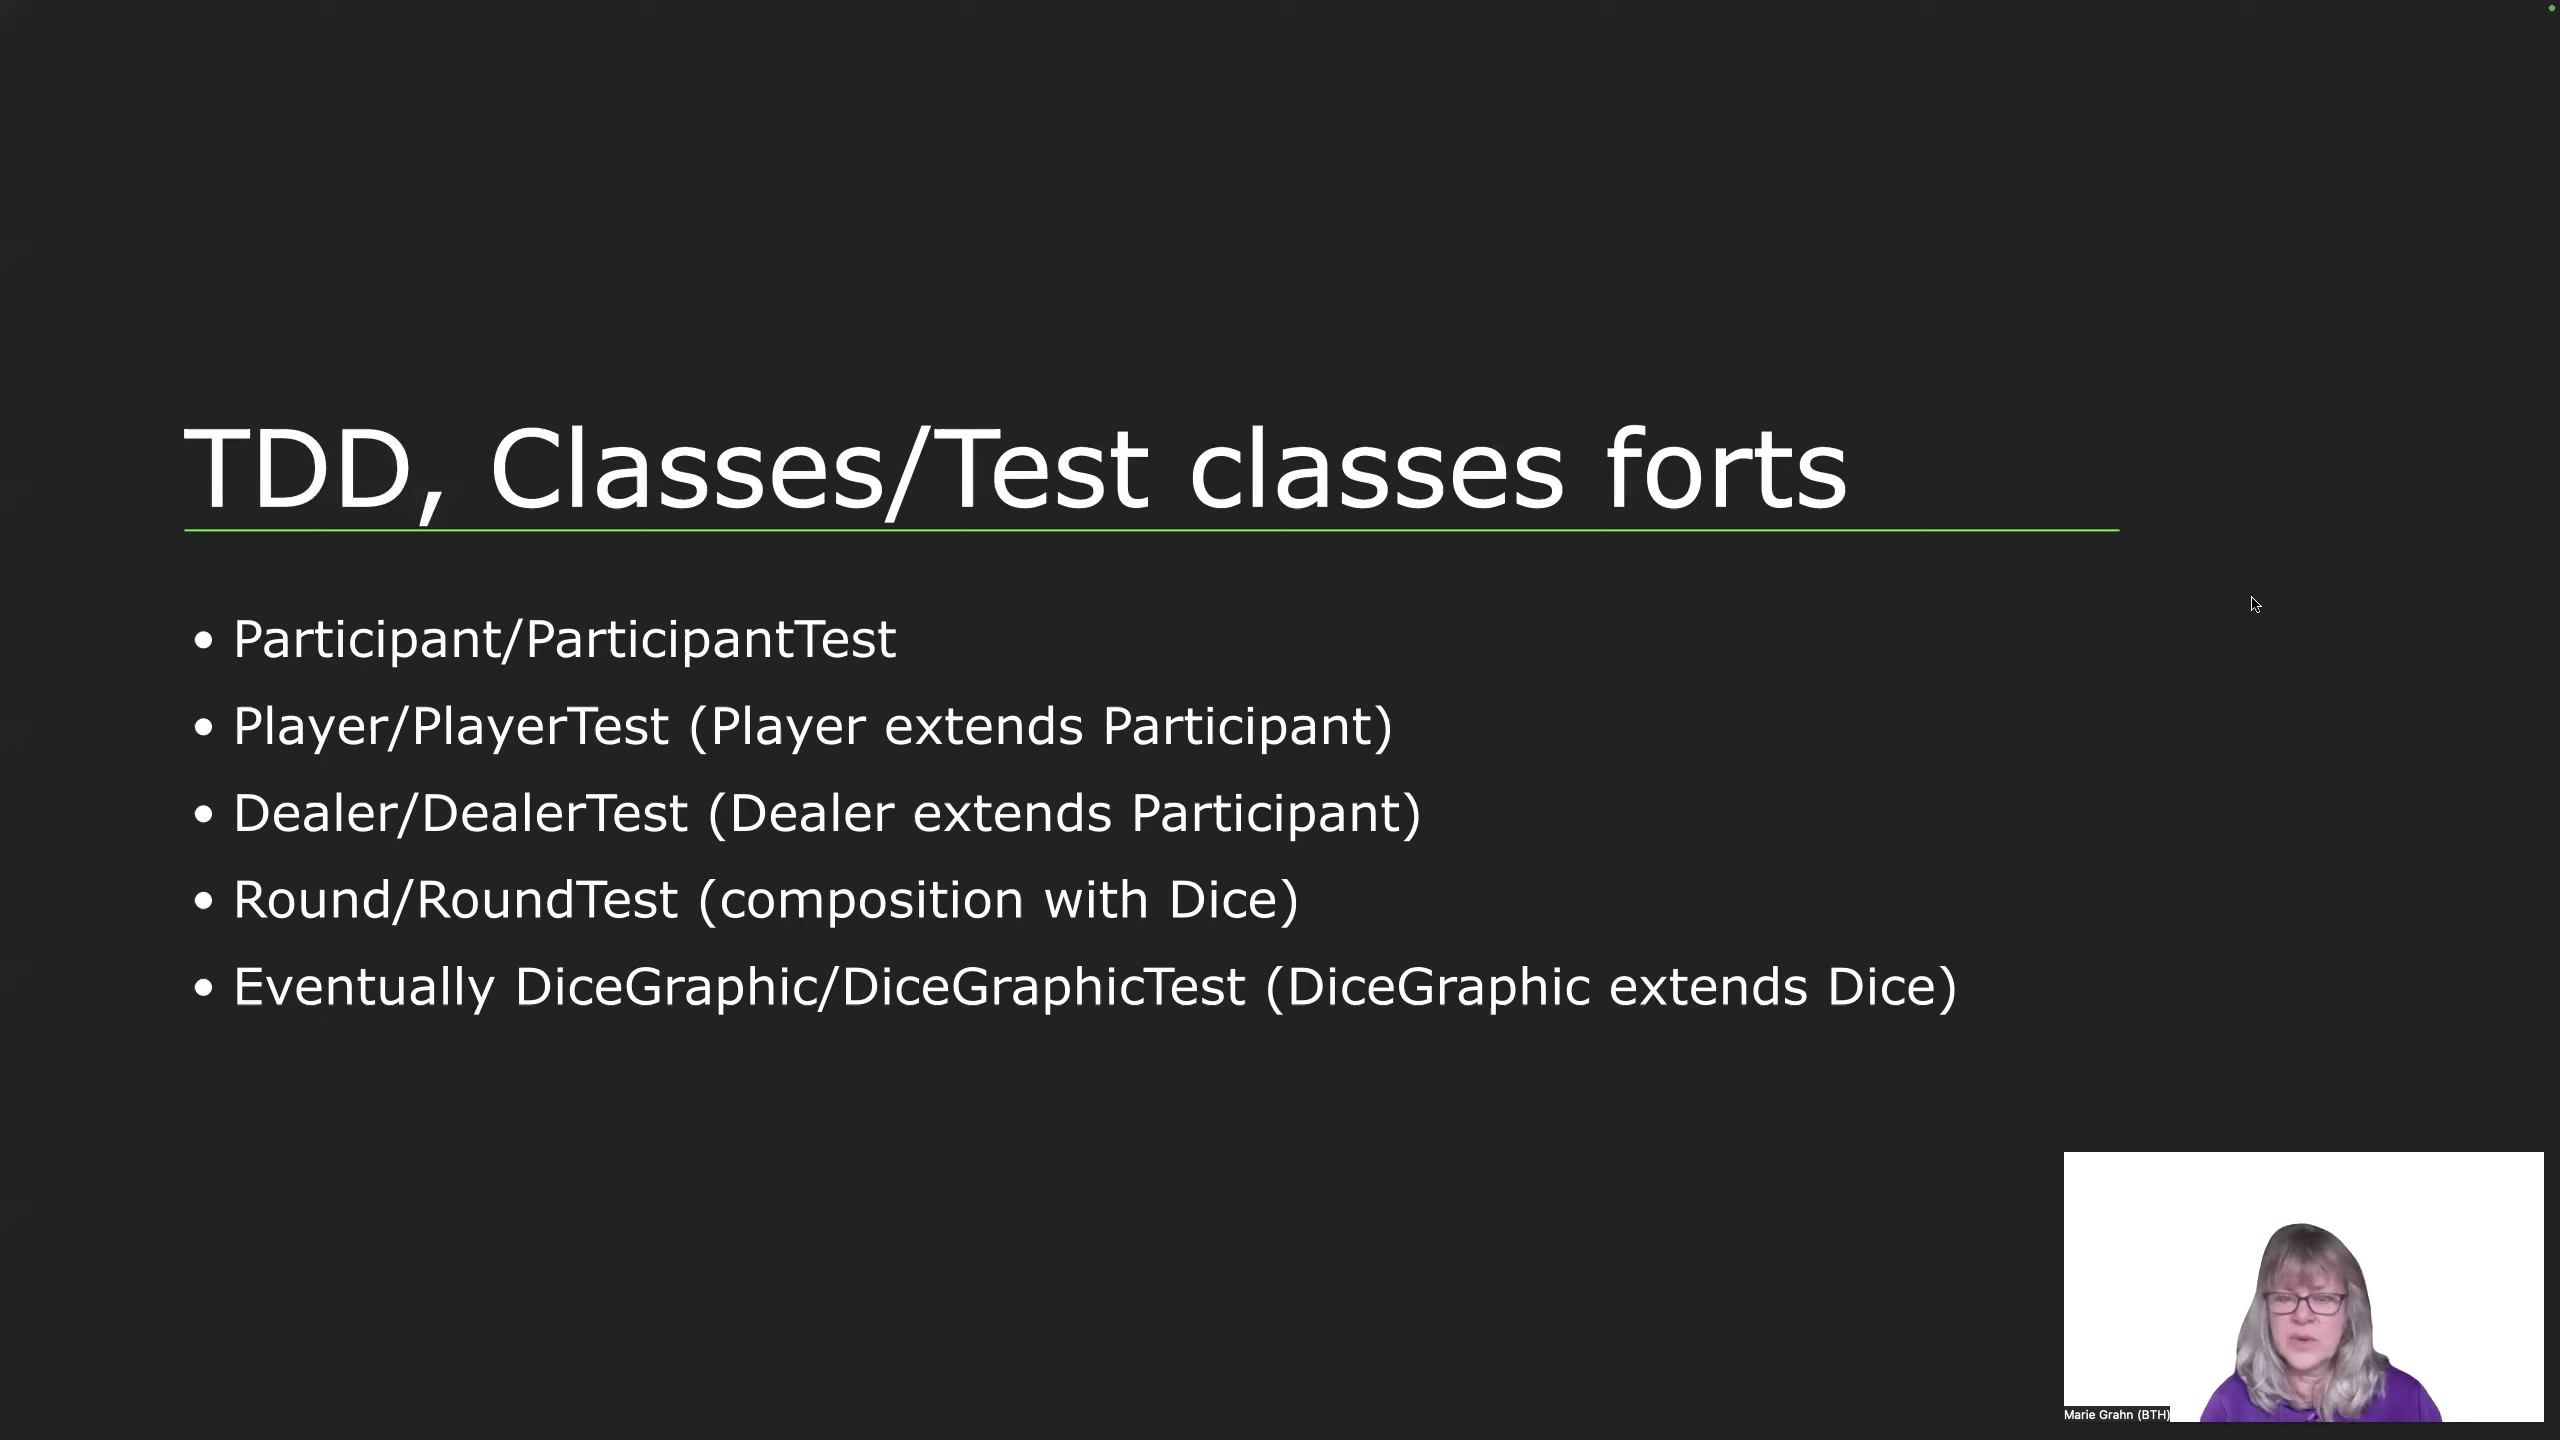 TDD, Classes/Test classes forts
• Participant/ParticipantTest
• Player/PlayerTest (Player extends Participant)
• Dealer/DealerTest (Dealer extends Participant)
• Round/RoundTest (composition with Dice)
• Eventually DiceGraphic/DiceGraphicTest (DiceGraphic extends Dice)
Marie Grahn (BTH)